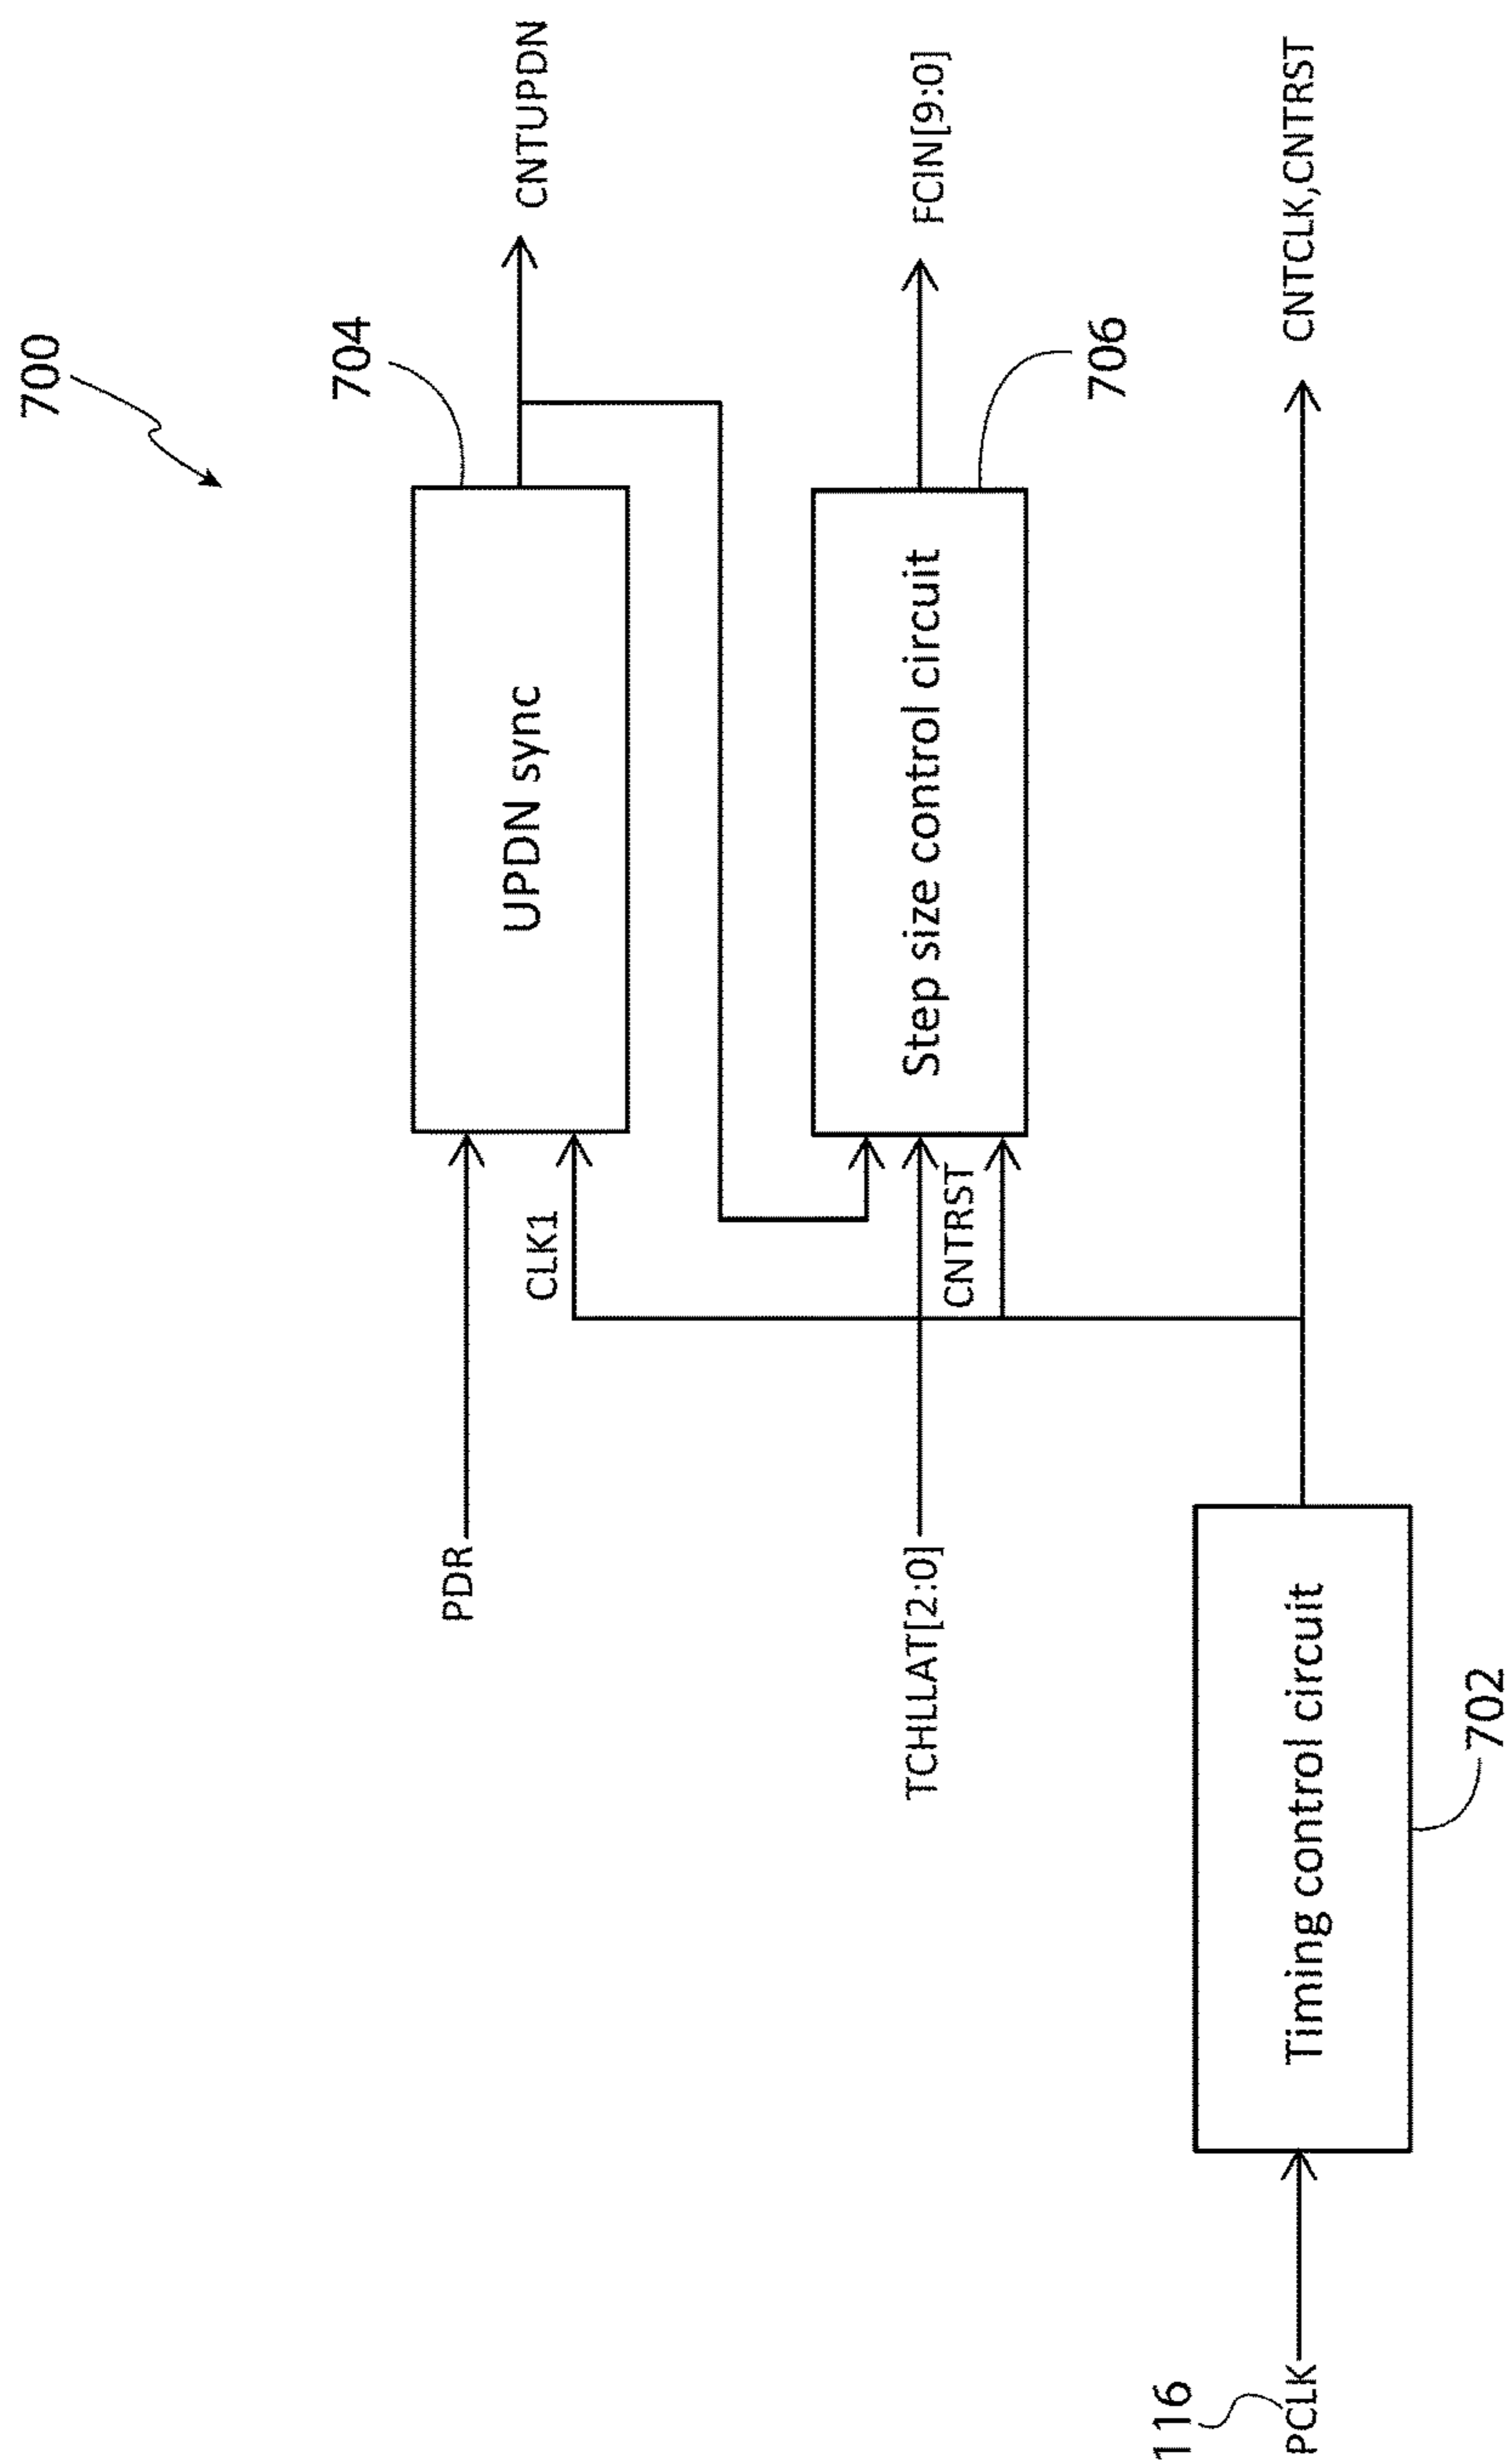 700
704
UPDN sync
PDR
CLK1
CNTUPDN
706
Step size control circuit
TCHLLAT[2:0]
CNTRST
FCIN[9:0]
116
PCLK
Timing control circuit
702
CNTCLK,CNTRST